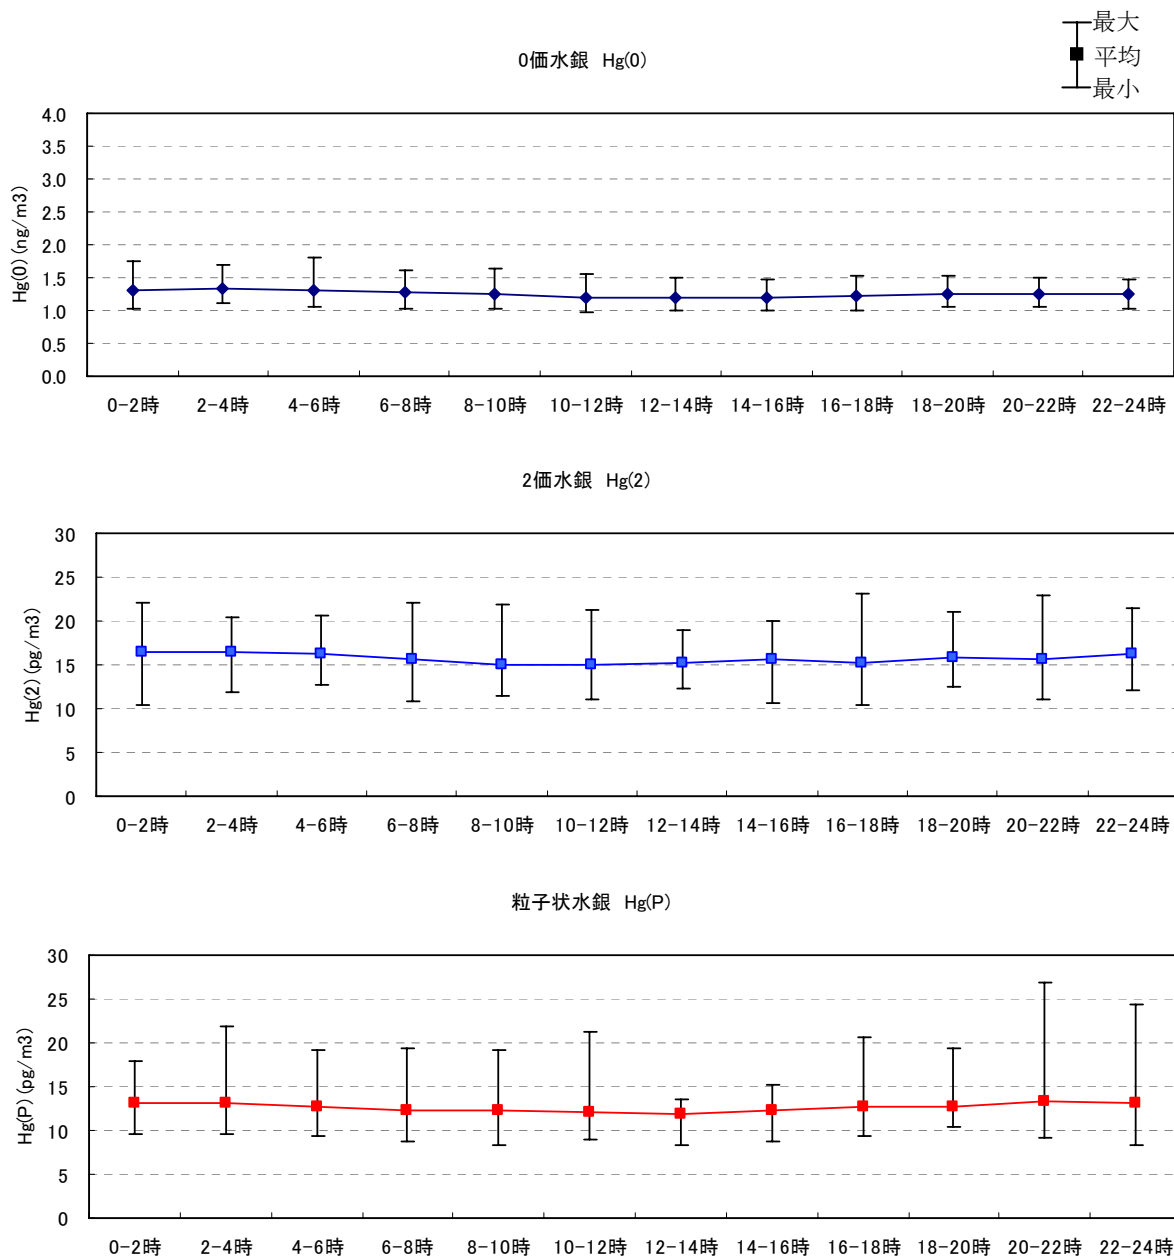 最大
平均
最小
0価水銀 Hg(0)
Hg(0) (ng/m3)
4.0
3.5
3.0
2.5
2.0
1.5
1.0
0.5
0.0
0-2時 2-4時 4-6時 6-8時 8-10時 10-12時 12-14時 14-16時 16-18時 18-20時 20-22時 22-24時
2価水銀 Hg(2)
Hg(2) (pg/m3)
30
25
20
15
10
5
0
0-2時 2-4時 4-6時 6-8時 8-10時 10-12時 12-14時 14-16時 16-18時 18-20時 20-22時 22-24時
粒子状水銀 Hg(P)
Hg(P) (pg/m3)
30
25
20
15
10
5
0
0-2時 2-4時 4-6時 6-8時 8-10時 10-12時 12-14時 14-16時 16-18時 18-20時 20-22時 22-24時